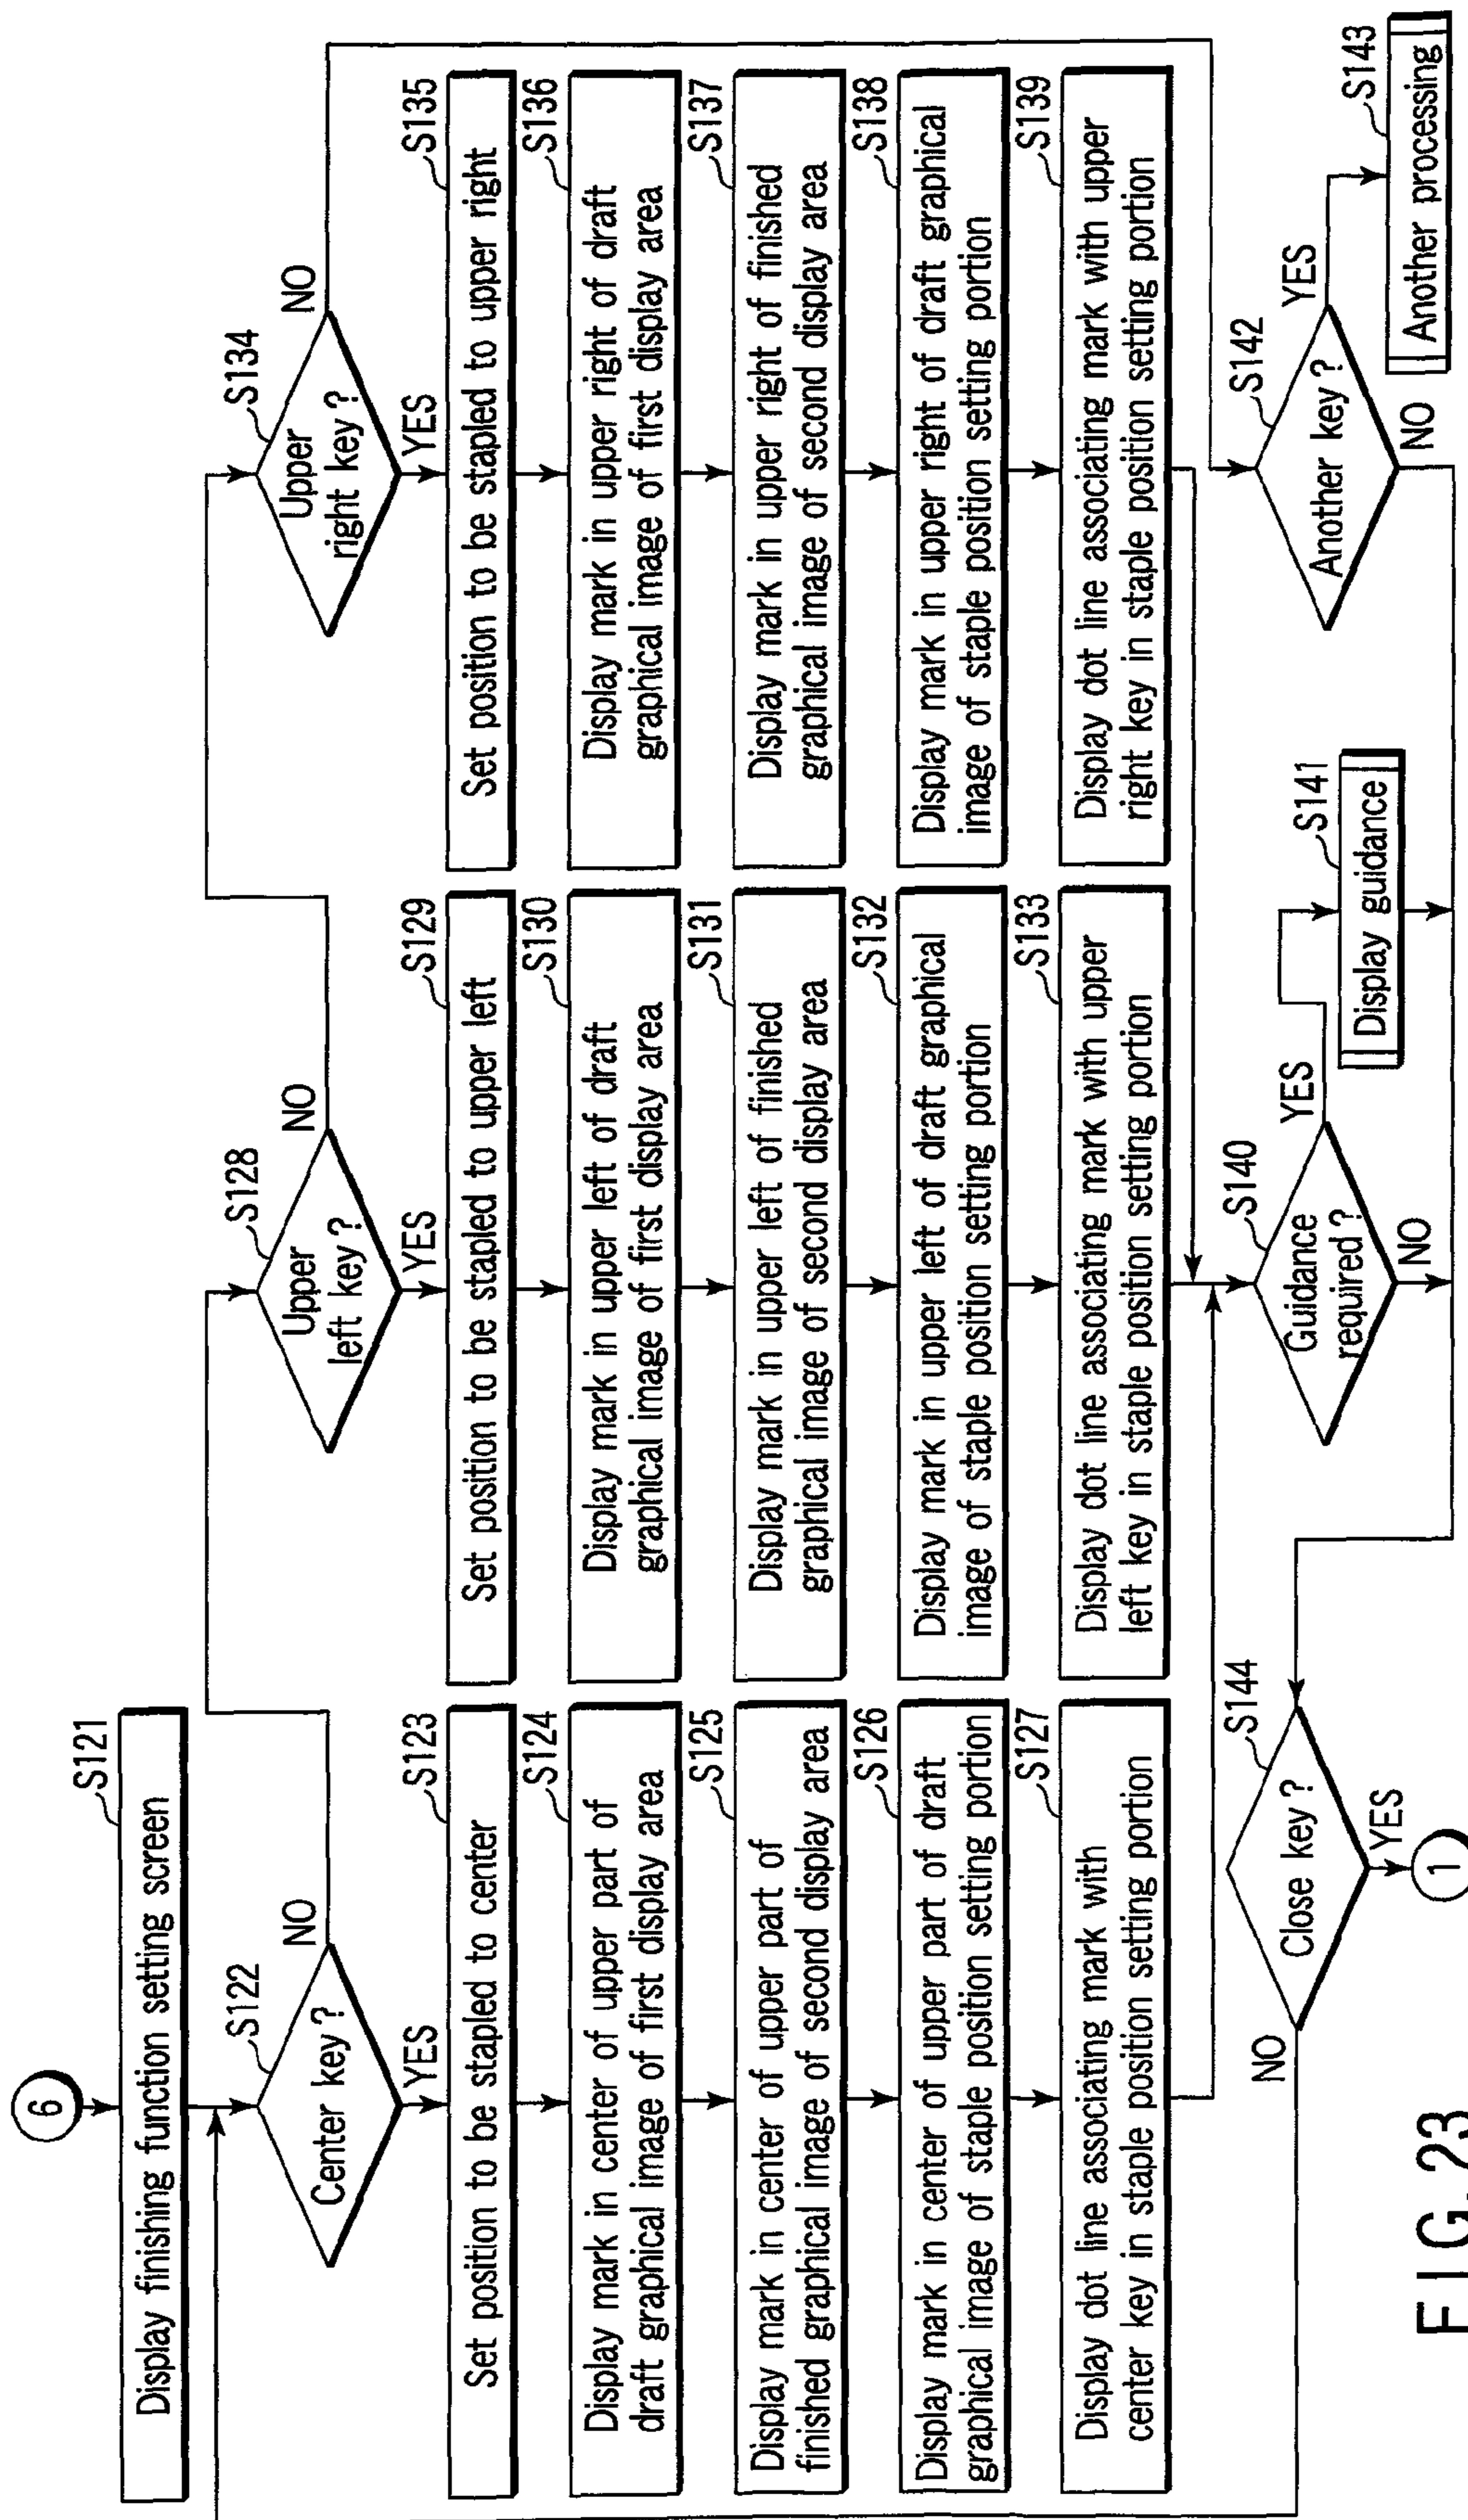 6
S121
Display finishing function setting screen
S122
Center key?
NO
YES
S123
Set position to be stapled to center
S124
Display mark in center of upper part of
draft graphical image of first display area
S125
Display mark in center of upper part of
finished graphical image of second display area
S126
Display mark in center of upper part of draft
graphical image of staple position setting portion
S127
Display dot line associating mark with
center key in staple position setting portion
S128
Upper
left key?
NO
YES
S129
Set position to be stapled to upper left
S130
Display mark in upper left of draft
graphical image of first display area
S131
Display mark in upper left of finished
graphical image of second display area
S132
Display mark in upper left of draft graphical
image of staple position setting portion
S133
Display dot line associating mark with upper
left key in staple position setting portion
S134
Upper
right key?
NO
YES
S135
Set position to be stapled to upper right
S136
Display mark in upper right of draft
graphical image of first display area
S137
Display mark in upper right of finished
graphical image of second display area
S138
Display mark in upper right of draft graphical
image of staple position setting portion
S139
Display dot line associating mark with upper
right key in staple position setting portion
S140
Guidance
required?
YES
NO
S141
Display guidance
S142
Another key?
YES
NO
S143
Another processing
S144
Close key?
NO
YES
1
FIG. 23